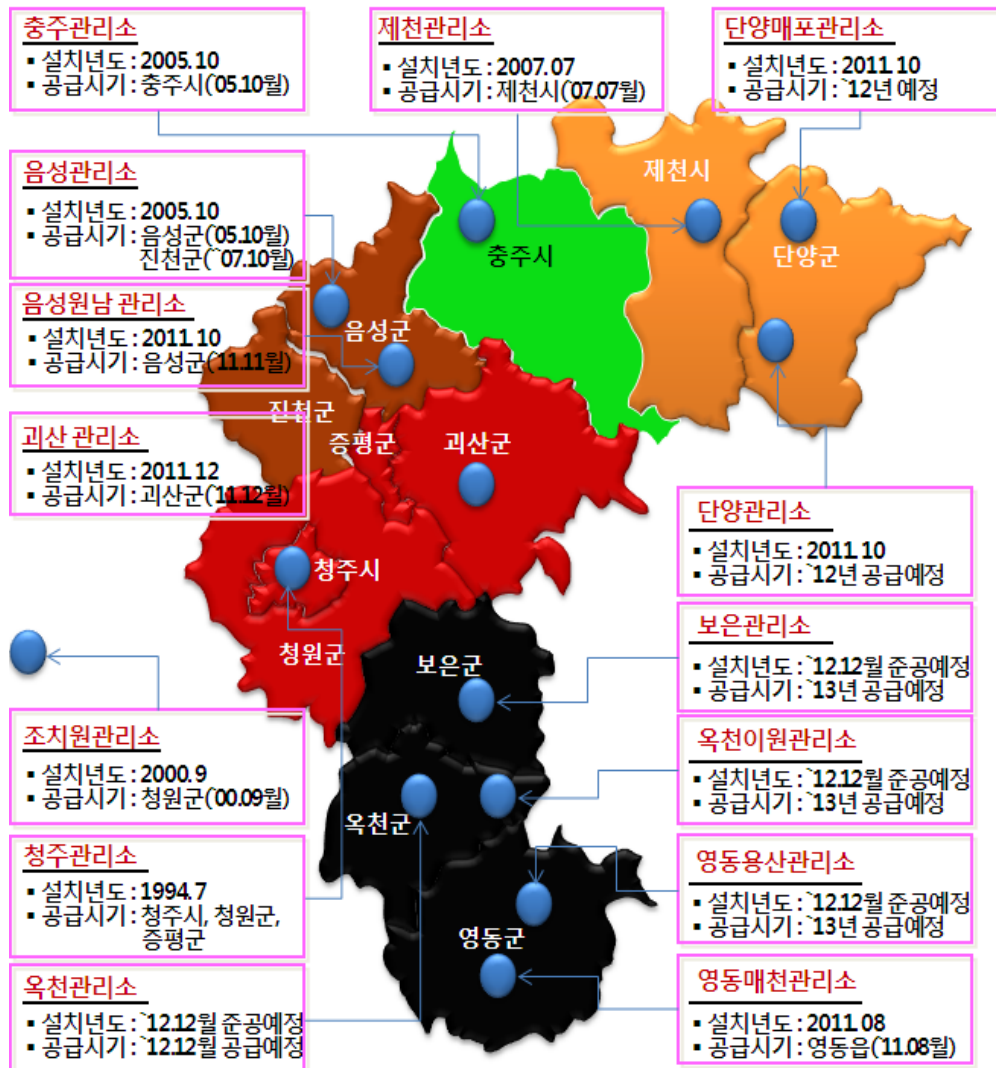 충주관리소
▪ 설치년도 : 2005.10
▪ 공급시기 : 충주시(`05.10월)
제천관리소
▪ 설치년도 : 2007.07
▪ 공급시기 : 제천시(`07.07월)
단양매포관리소
▪ 설치년도 : 2011.10
▪ 공급시기 : `12년 예정
음성관리소
▪ 설치년도 : 2005.10
▪ 공급시기 : 음성군(`05.10월)
진천군(`07.10월)
음성원남 관리소
▪ 설치년도 : 2011.10
▪ 공급시기 : 음성군(`11.11월)
괴산 관리소
▪ 설치년도 : 2011.12
▪ 공급시기 : 괴산군(`11.12월)
제천시
단양군
충주시
음성군
진천군
증평군
괴산군
청주시
청원군
보은군
옥천군
영동군
단양관리소
▪ 설치년도 : 2011.10
▪ 공급시기 : `12년 공급예정
보은관리소
▪ 설치년도 : `12.12월 준공예정
▪ 공급시기 : `13년 공급예정
조치원관리소
▪ 설치년도 : 2000.9
▪ 공급시기 : 청원군(`00.09월)
옥천이원관리소
▪ 설치년도 : `12.12월 준공예정
▪ 공급시기 : `13년 공급예정
청주관리소
▪ 설치년도 : 1994.7
▪ 공급시기 : 청주시, 청원군,
증평군
영동용산관리소
▪ 설치년도 : `12.12월 준공예정
▪ 공급시기 : `13년 공급예정
옥천관리소
▪ 설치년도 : `12.12월 준공예정
▪ 공급시기 : `12.12월 공급예정
영동매천관리소
▪ 설치년도 : 2011.08
▪ 공급시기 : 영동읍(`11.08월)